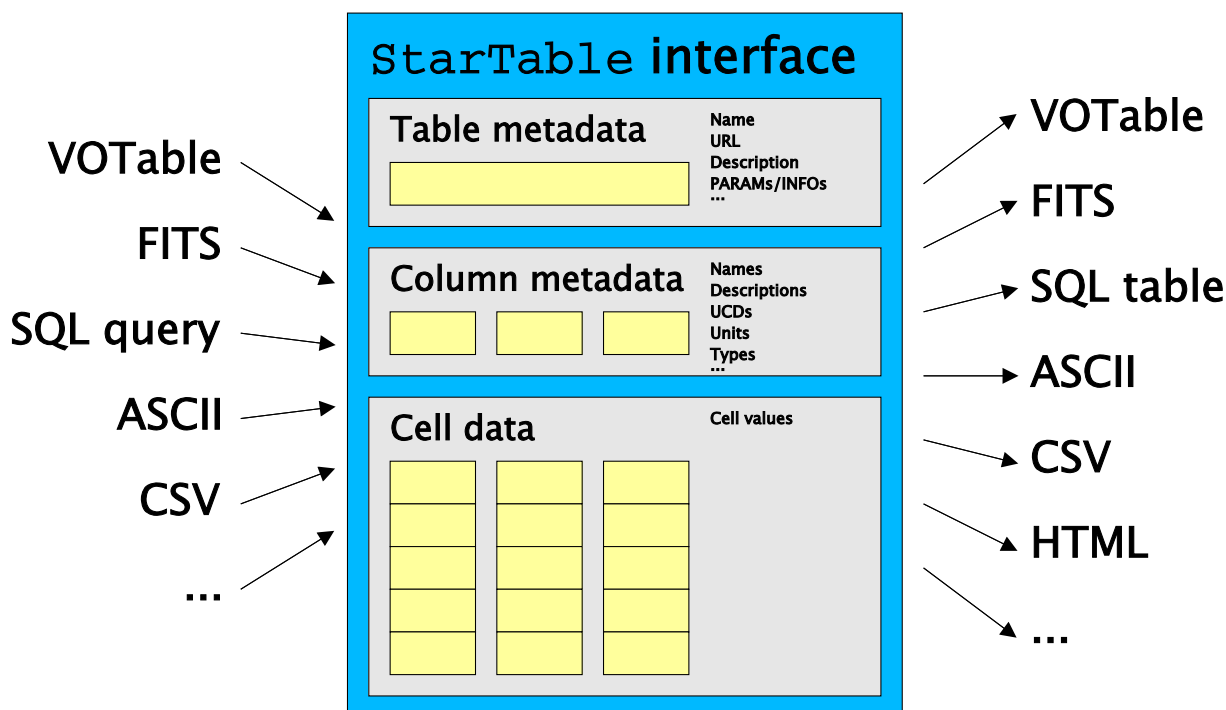 StarTable interface
VOTable
FITS
SQL query
ASCII
CSV
...
Table metadata
Name
URL
Description
PARAMs/INFOs
...
Column metadata
Names
Descriptions
UCDs
Units
Types
...
Cell data
Cell values
VOTable
FITS
SQL table
ASCII
CSV
HTML
...